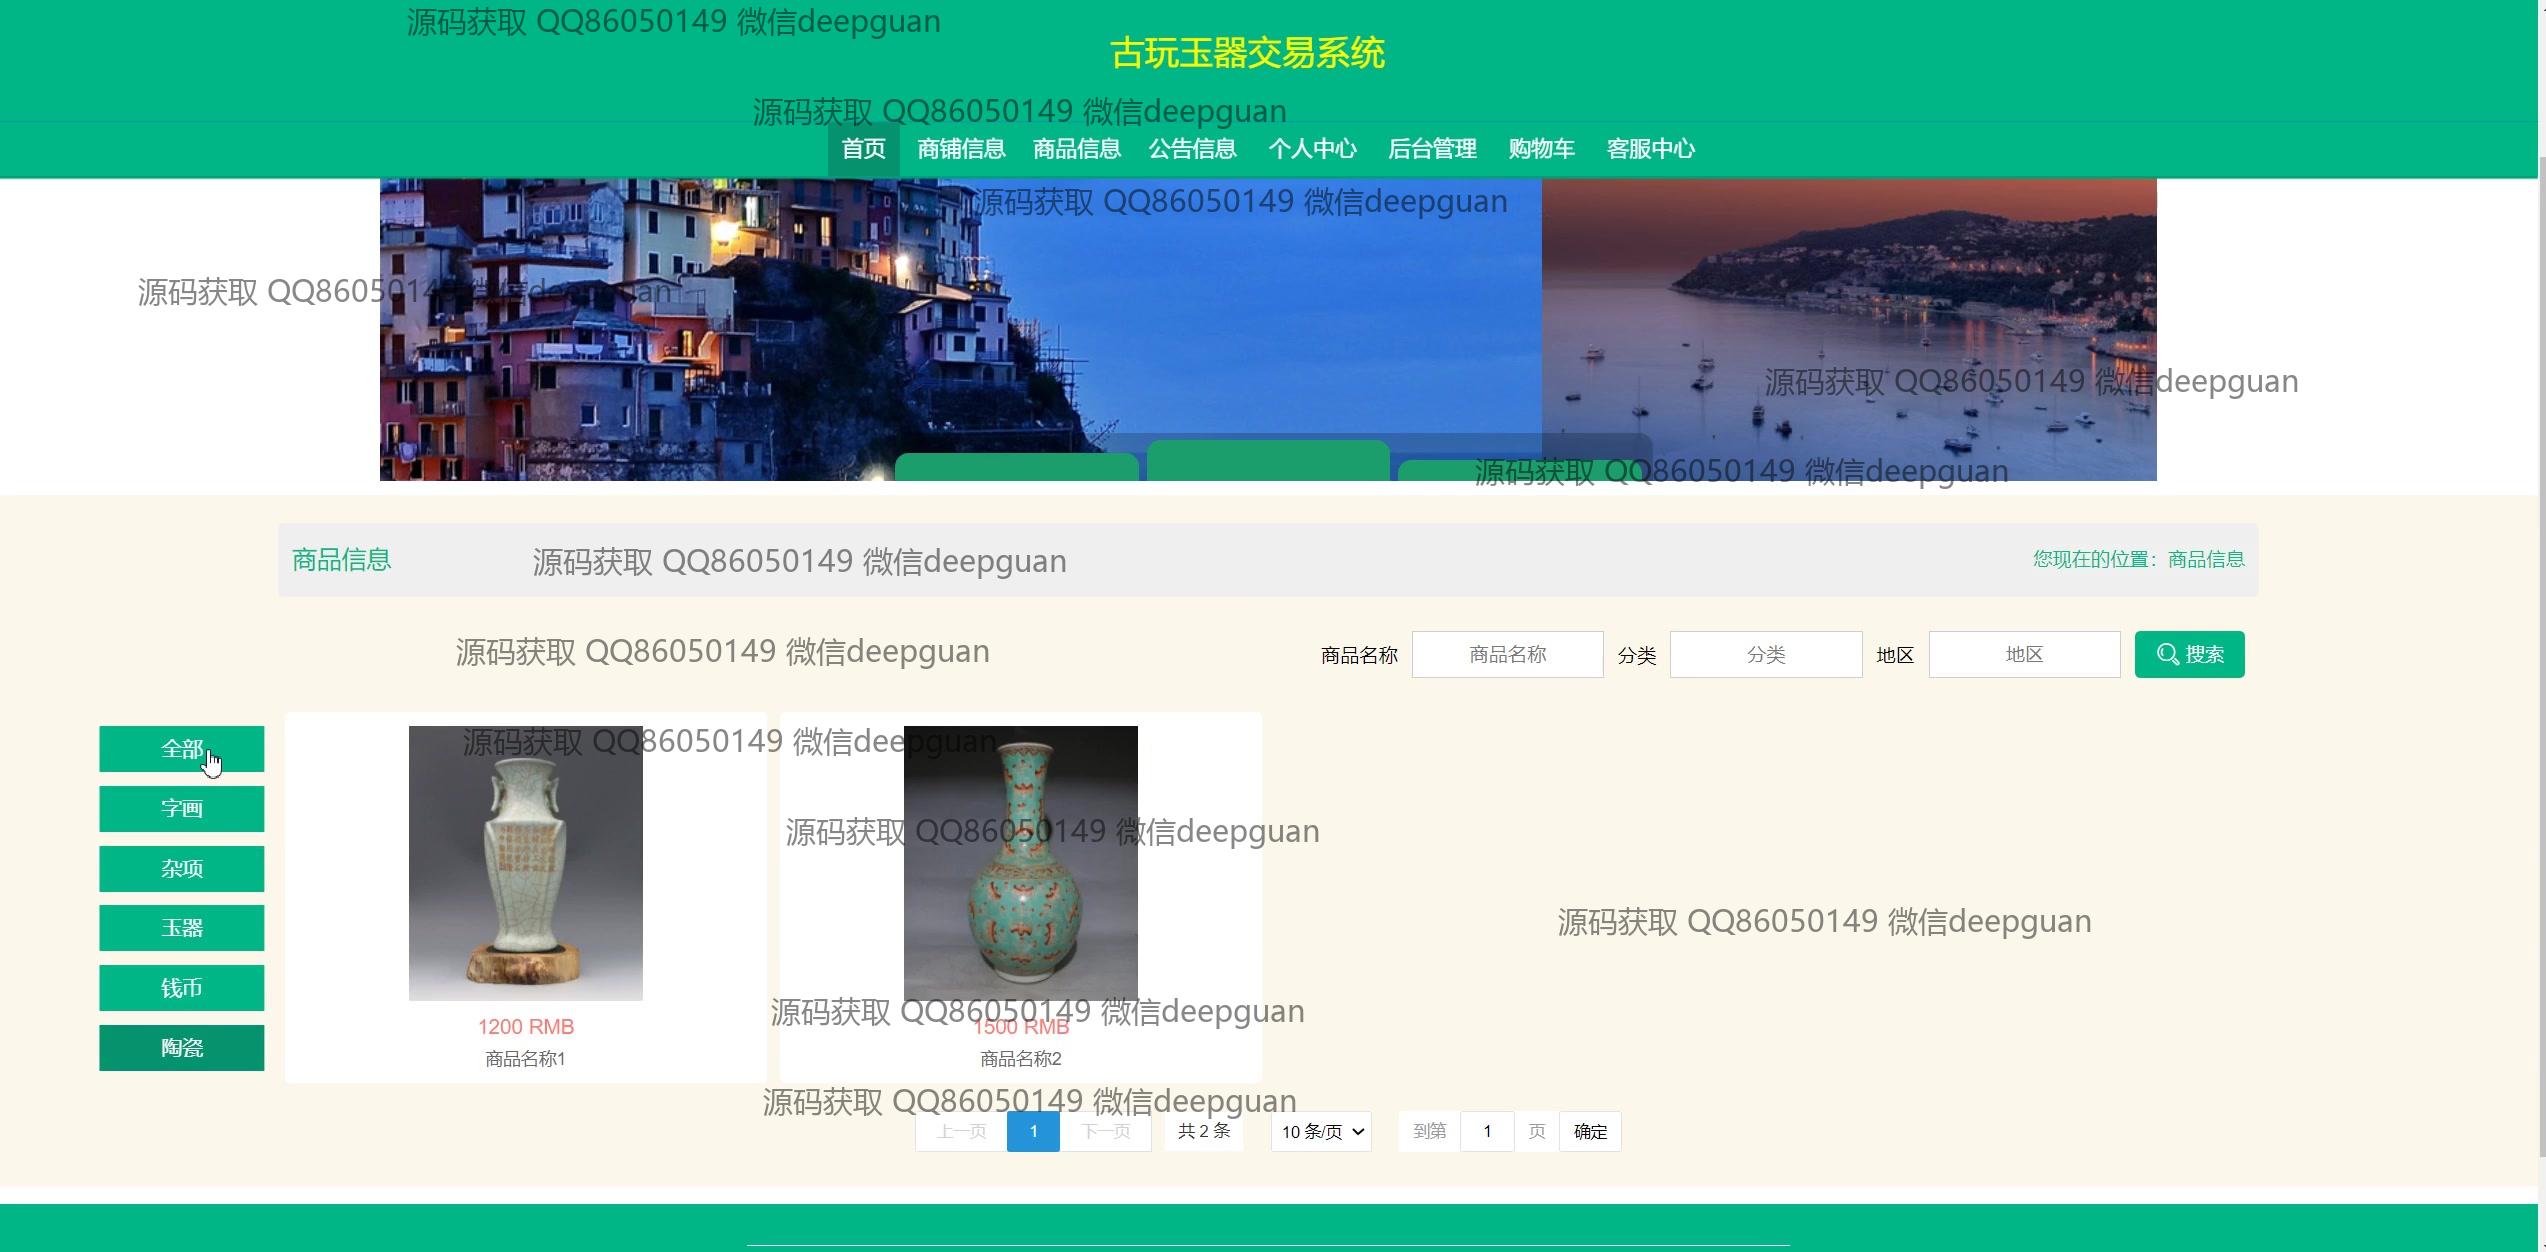 源码获取 QQ86050149 微信deepguan
古玩玉器交易系统
源码获取 QQ86050149 微信deepguan
首页 商铺信息 商品信息 公告信息 个人中心 后台管理 购物车 客服中心
源码获取 QQ86050149 微信deepguan
源码获取 QQ86050149 微信deepguan
源码获取 QQ86050149 微信deepguan
源码获取 QQ86050149 微信deepguan
商品信息 源码获取 QQ86050149 微信deepguan 您现在的位置：商品信息
源码获取 QQ86050149 微信deepguan 商品名称 商品名称 分类 分类 地区 地区 搜索
全部 源码获取 QQ86050149 微信deepguan
字画
源码获取 QQ86050149 微信deepguan
杂项
玉器 源码获取 QQ86050149 微信deepguan
钱币
源码获取 QQ86050149 微信deepguan
1200 RMB 1500 RMB
陶瓷
商品名称1 商品名称2
源码获取 QQ86050149 微信deepguan
上一页 1 下一页 共 2 条 10 条/页 到第 1 页 确定